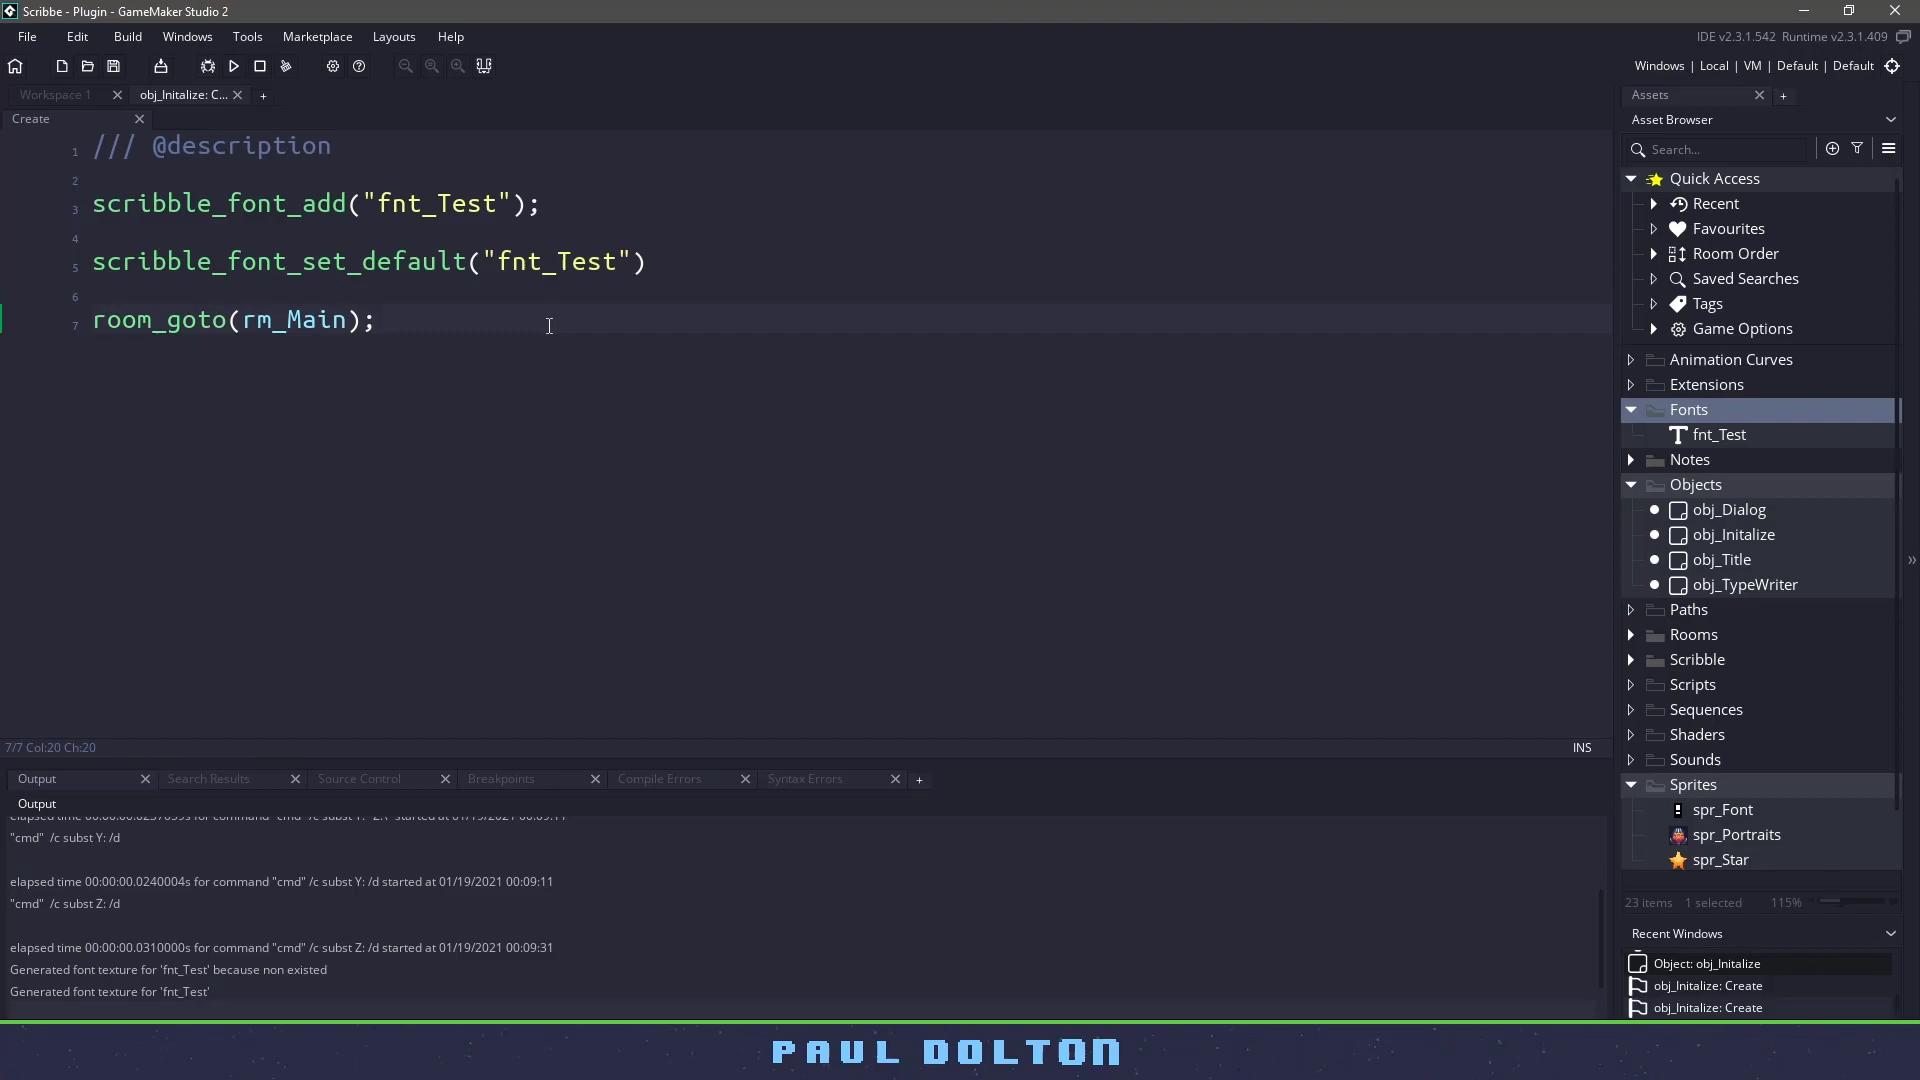 Scribbe - Plugin - GameMaker Studio 2
File Edit Build Windows Tools Marketplace Layouts Help
IDE v2.3.1.542 Runtime v2.3.1.409
Windows | Local | VM | Default | Default
Workspace 1
obj_Initalize: C...
+
Create
1 /// @description
2
3 scribble_font_add("fnt_Test");
4
5 scribble_font_set_default("fnt_Test")
6
7 room_goto(rm_Main);
7/7 Col:20 Ch:20
INS
Output
Search Results
Source Control
Breakpoints
Compile Errors
Syntax Errors
+
Output
"cmd" /c subst Y: /d
elapsed time 00:00:00.0240004s for command "cmd" /c subst Y: /d started at 01/19/2021 00:09:11
"cmd" /c subst Z: /d
elapsed time 00:00:00.0310000s for command "cmd" /c subst Z: /d started at 01/19/2021 00:09:31
Generated font texture for 'fnt_Test' because non existed
Generated font texture for 'fnt_Test'
Assets
+
Asset Browser
Search...
Quick Access
Recent
Favourites
Room Order
Saved Searches
Tags
Game Options
Animation Curves
Extensions
Fonts
fnt_Test
Notes
Objects
obj_Dialog
obj_Initalize
obj_Title
obj_TypeWriter
Paths
Rooms
Scribble
Scripts
Sequences
Shaders
Sounds
Sprites
spr_Font
spr_Portraits
spr_Star
23 items 1 selected 115%
Recent Windows
Object: obj_Initalize
obj_Initalize: Create
obj_Initalize: Create
PAUL DOLTON